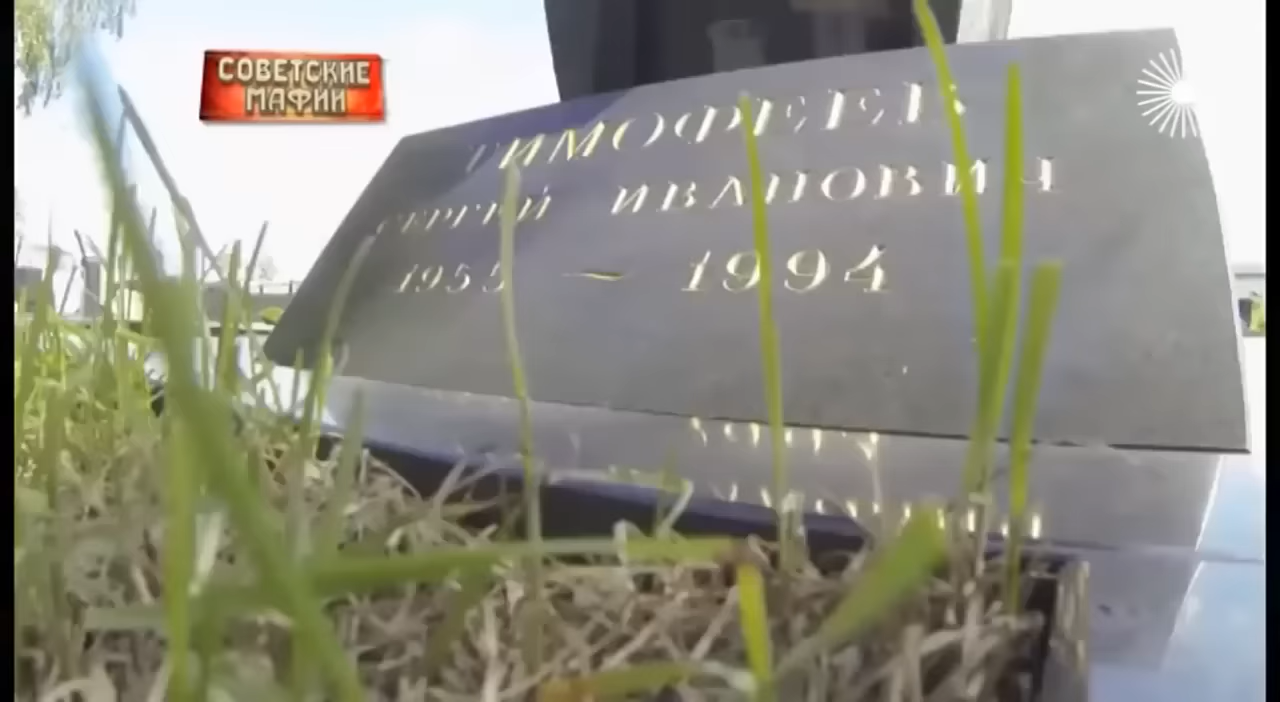 СОВЕТСКИЕ
МАФИИ
ТИМОФЕЕВ
СЕРГЕЙ ИВАНОВИЧ
1955 — 1994